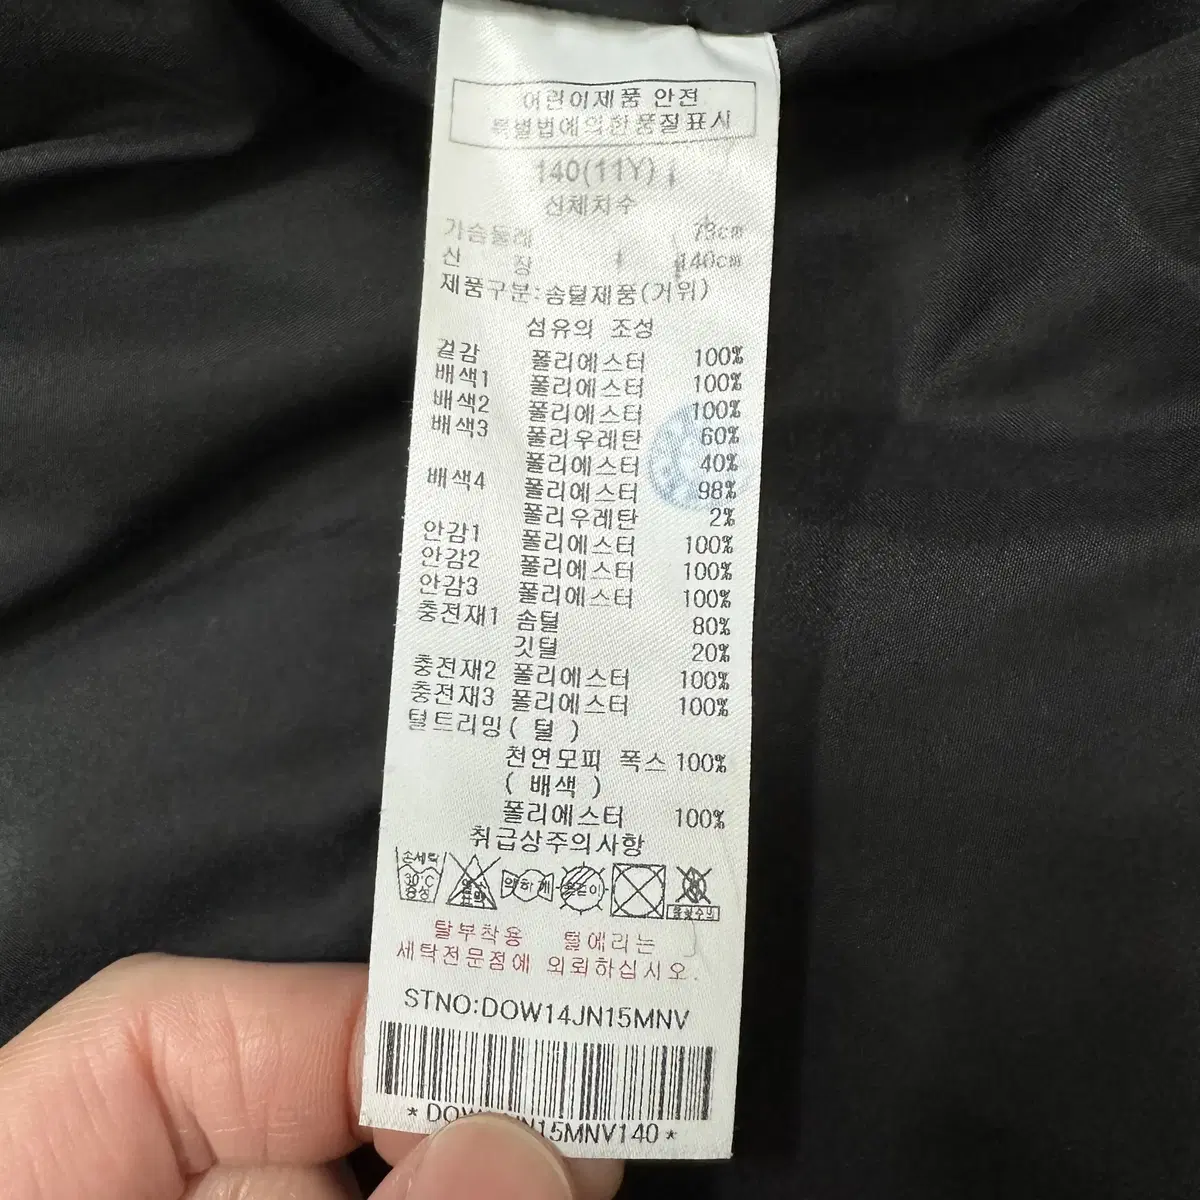 어린이제품 안전
특별법에의한품질표시
140(11Y)
신체치수
가슴둘레 73cm
신 장 140cm
제품구분:솜털제품(거위)
섬유의 조성
겉감 폴리에스터 100%
배색1 폴리에스터 100%
배색2 폴리에스터 100%
배색3 폴리우레탄 60%
폴리에스터 40%
배색4 폴리에스터 98%
폴리우레탄 2%
안감1 폴리에스터 100%
안감2 폴리에스터 100%
안감3 폴리에스터 100%
충전재1 솜털 80%
깃털 20%
충전재2 폴리에스터 100%
충전재3 폴리에스터 100%
털트리밍( 털 )
천연모피 폭스 100%
( 배색 )
폴리에스터 100%
취급상주의사항
손세탁
30°C
중성
약하게
탈부착용 털에리는
세탁전문점에 의뢰하십시오.
STNO:DOW14JN15MNV
15MNV140*